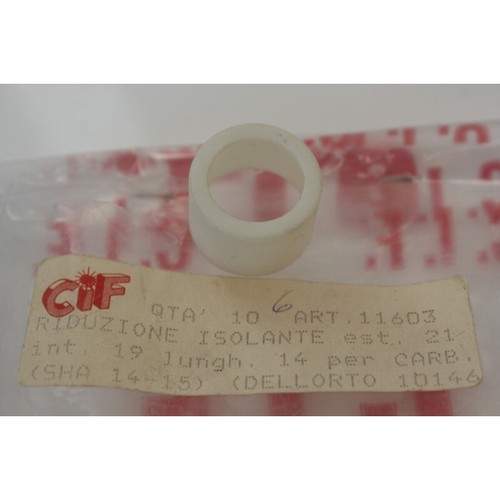 CiF
QTA' 10 6 ART.11603
RIDUZIONE ISOLANTE est. 21
int. 19 lungh. 14 per CARB.
(SHA 14-15) (DELLORTO 10146